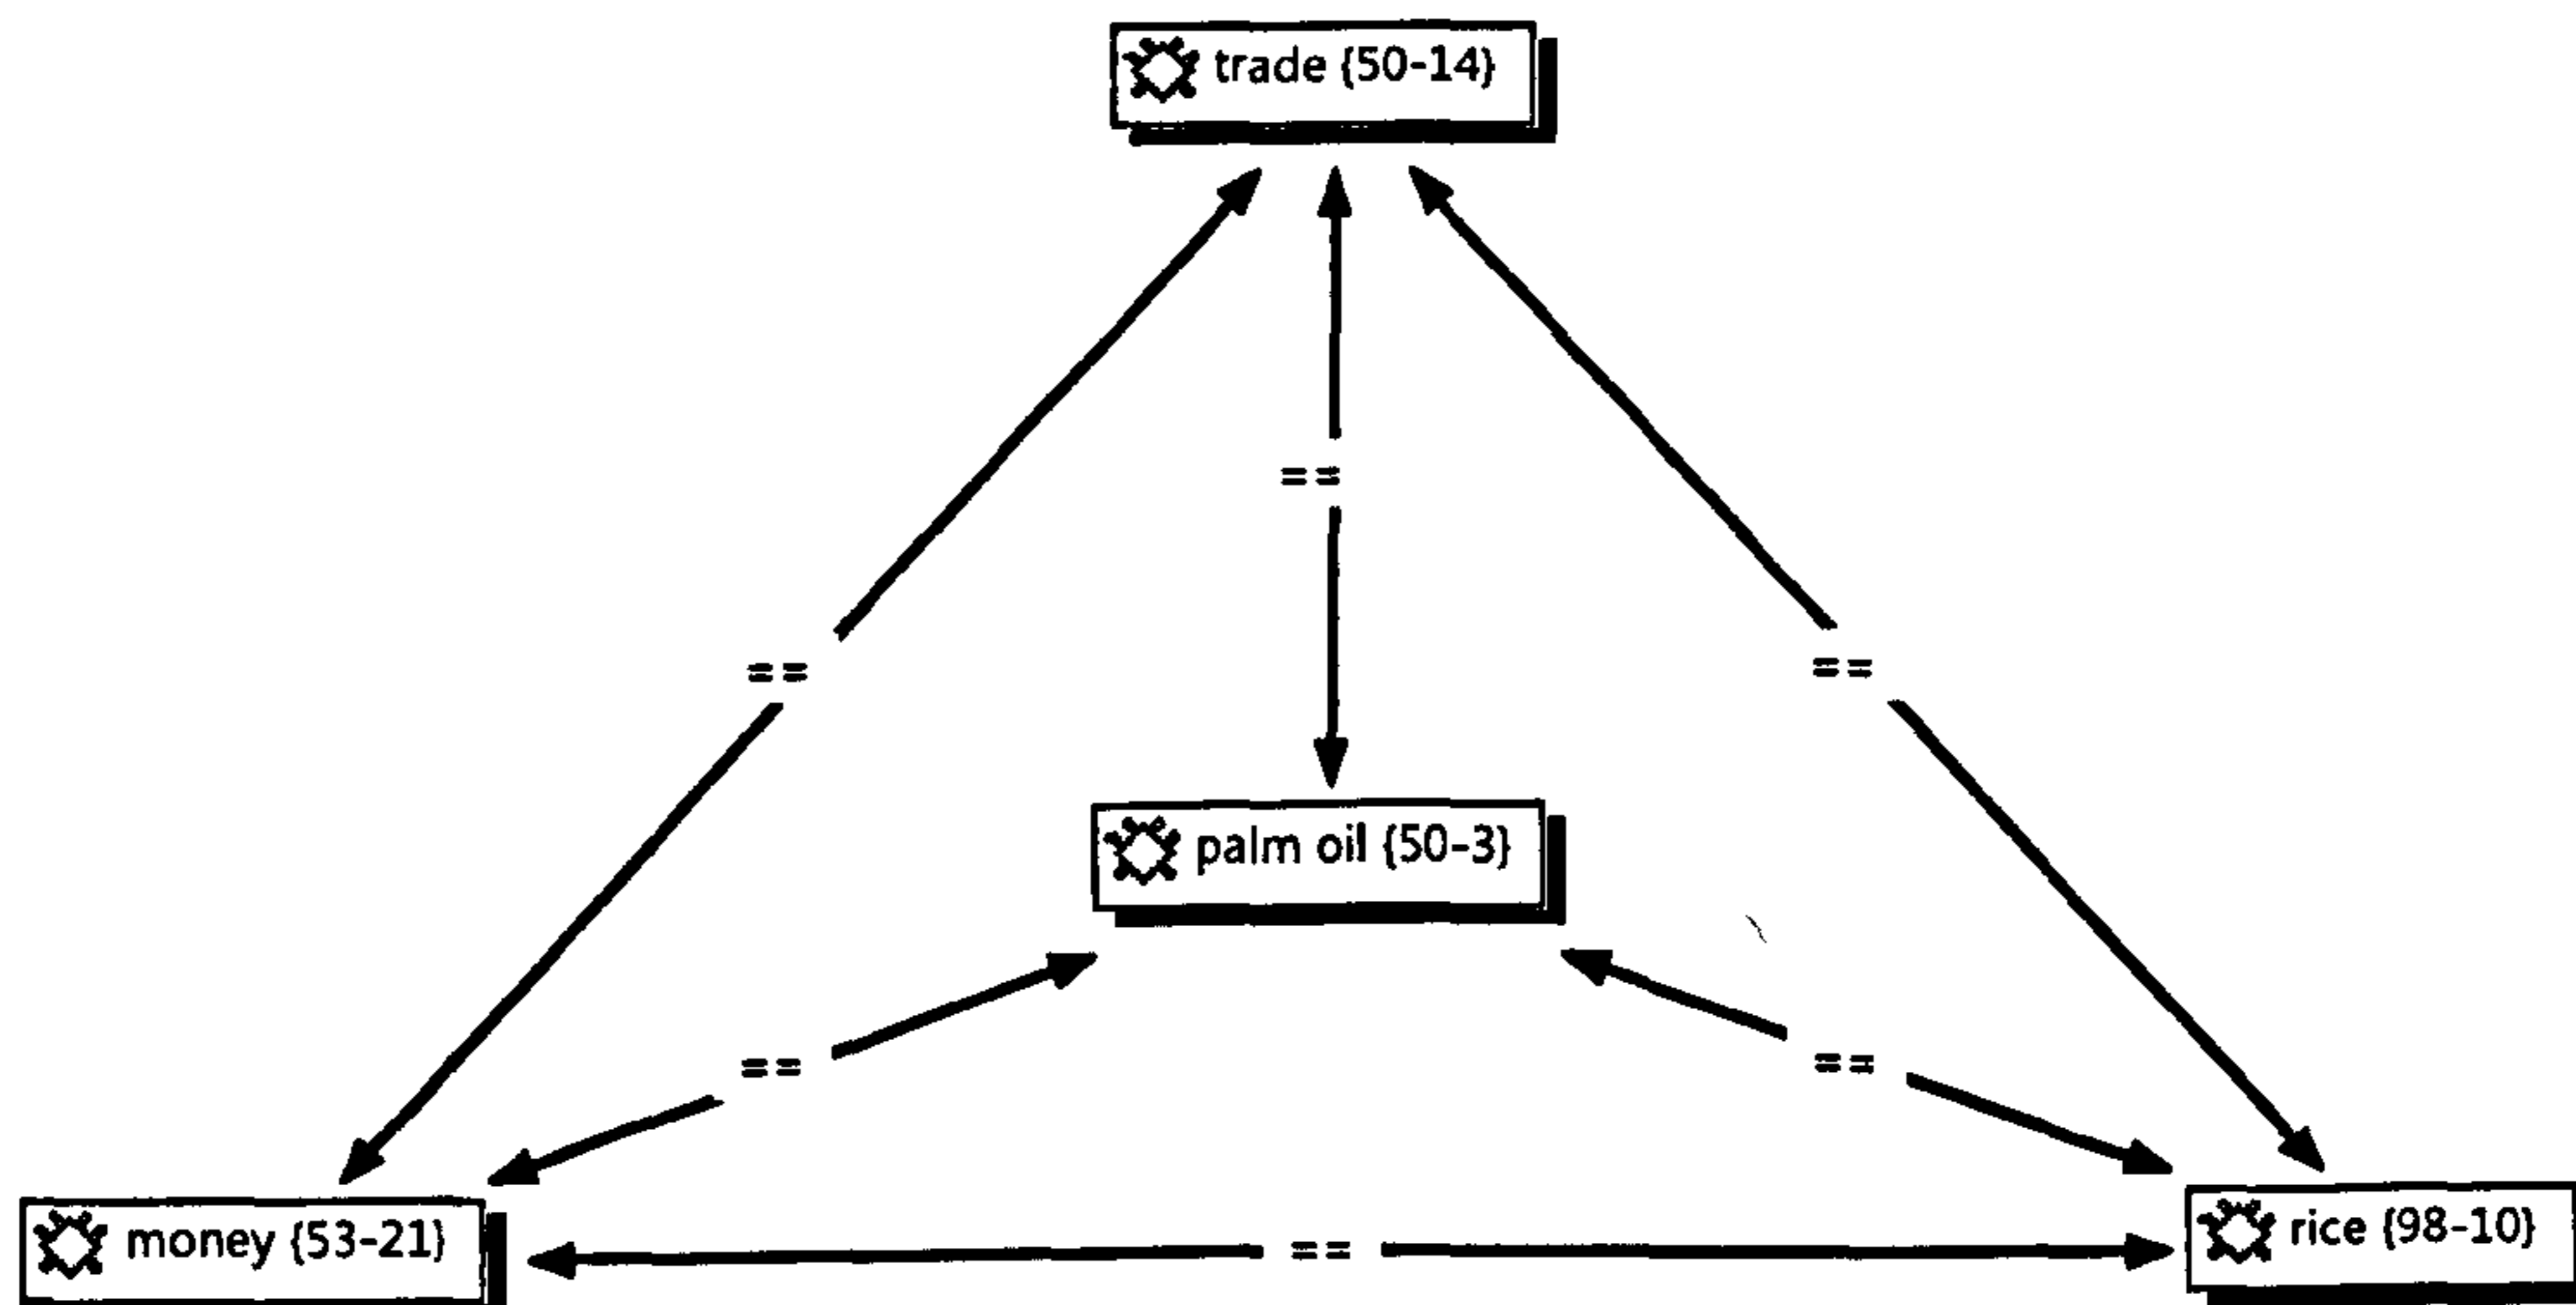 trade {50-14}
==
== ==
palm oil {50-3}
== ==
money {53-21} == rice {98-10}